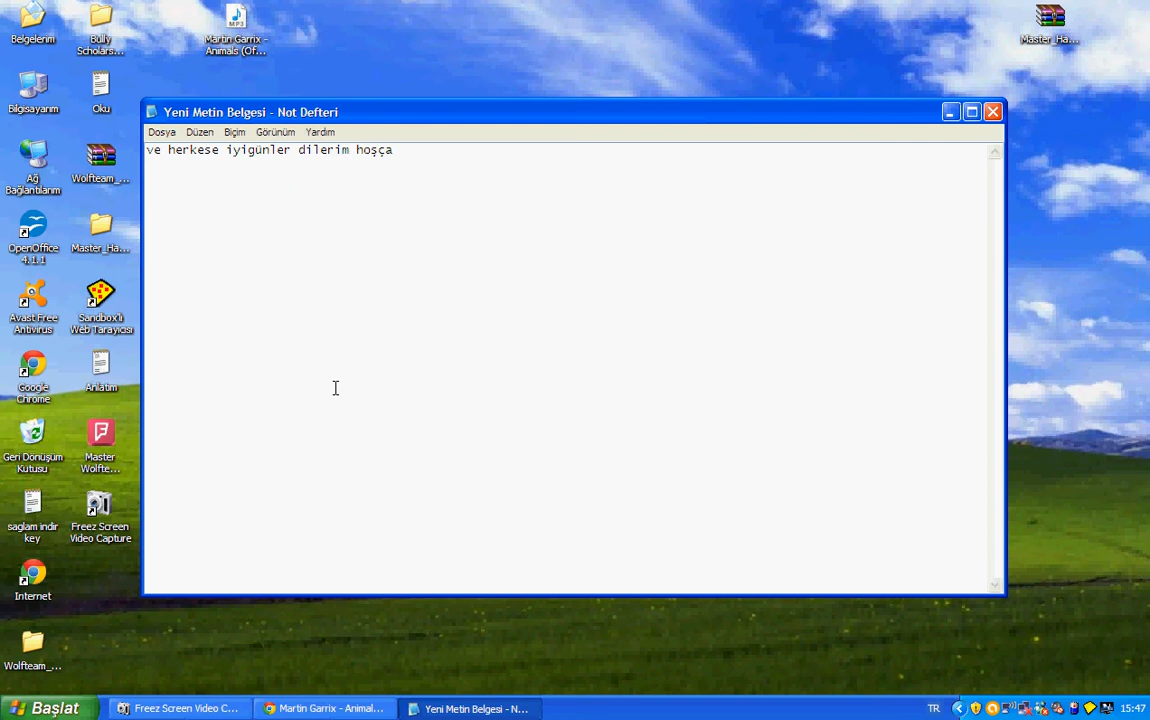 Belgelerim
Bully Scholars...
Martin Garrix - Animals (Of...
Master_Ha...
Bilgisayarım
Oku
Ağ Bağlantılarım
Wolfteam_...
OpenOffice 4.1.1
Master_Ha...
Avast Free Antivirus
Sandbox'lı Web Tarayıcısı
Google Chrome
Anlatım
Geri Dönüşüm Kutusu
Master Wolfte...
saglam indir key
Freez Screen Video Capture
Internet
Wolfteam_...
Yeni Metin Belgesi - Not Defteri
Dosya Düzen Biçim Görünüm Yardım
ve herkese iyigünler dilerim hoşça
Başlat
Freez Screen Video C...
Martin Garrix - Animal...
Yeni Metin Belgesi - N...
TR
15:47